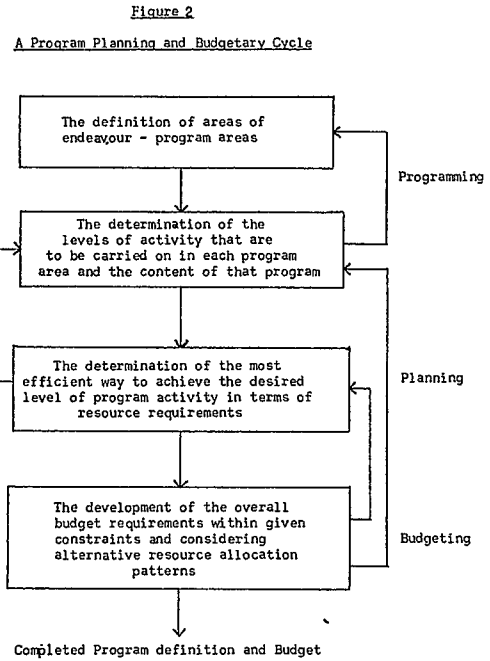 Figure 2
A Program Planning and Budgetary Cycle
The definition of areas of
endeavour - program areas
Programming
The determination of the
levels of activity that are
to be carried on in each program
area and the content of that program
The determination of the most
efficient way to achieve the desired
level of program activity in terms of
resource requirements
Planning
The development of the overall
budget requirements within given
constraints and considering
alternative resource allocation
patterns
Budgeting
Completed Program definition and Budget